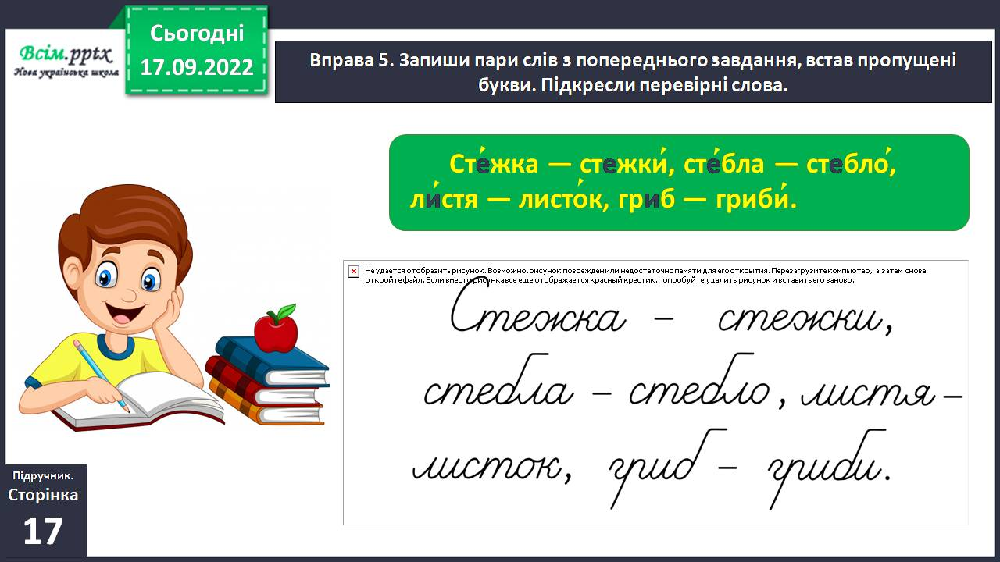 Всім.pptx
Нова українська школа
Сьогодні
17.09.2022
Вправа 5. Запиши пари слів з попереднього завдання, встав пропущені
букви. Підкресли перевірні слова.
Сте́жка — стежки́, сте́бла — стебло́,
ли́стя — листо́к, гриб — гриби́.
Не удается отобразить рисунок. Возможно, рисунок поврежден или недостаточно памяти для его открытия. Перезагрузите компьютер, а затем снова
откройте файл. Если вместо рисунка все еще отображается красный крестик, попробуйте удалить рисунок и вставить его заново.
Стежка – стежки,
стебла – стебло, листя –
листок, гриб – гриби.
Підручник.
Сторінка
17